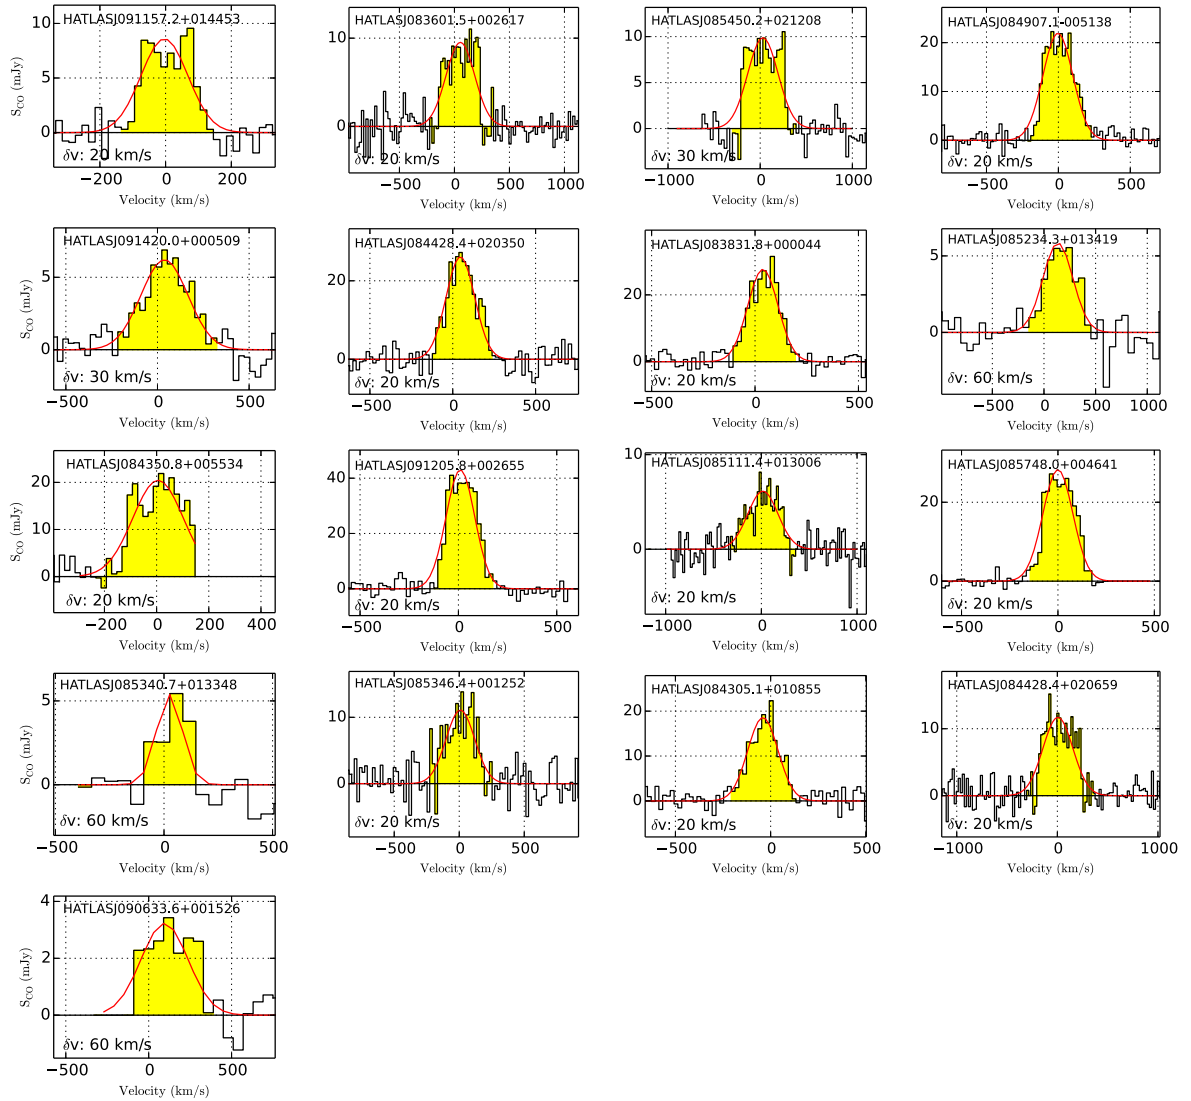 HATLASJ091157.2+014453
10
5
0
S_CO (mJy)
δv: 20 km/s
−200 0 200
Velocity (km/s)
HATLASJ083601.5+002617
10
0
δv: 20 km/s
−500 0 500 1000
Velocity (km/s)
HATLASJ085450.2+021208
10
5
0
δv: 30 km/s
−1000 0 1000
Velocity (km/s)
HATLASJ084907.1-005138
20
10
0
δv: 20 km/s
−500 0 500
Velocity (km/s)
HATLASJ091420.0+000509
5
0
S_CO (mJy)
δv: 30 km/s
−500 0 500
Velocity (km/s)
HATLASJ084428.4+020350
20
0
δv: 20 km/s
−500 0 500
Velocity (km/s)
HATLASJ083831.8+000044
20
0
δv: 20 km/s
−500 0 500
Velocity (km/s)
HATLASJ085234.3+013419
5
0
δv: 60 km/s
−500 0 500 1000
Velocity (km/s)
HATLASJ084350.8+005534
20
10
0
S_CO (mJy)
δv: 20 km/s
−200 0 200 400
Velocity (km/s)
HATLASJ091205.8+002655
40
30
20
10
0
δv: 20 km/s
−500 0 500
Velocity (km/s)
HATLASJ085111.4+013006
10
0
δv: 20 km/s
−1000 0 1000
Velocity (km/s)
HATLASJ085748.0+004641
20
0
δv: 20 km/s
−500 0 500
Velocity (km/s)
HATLASJ085340.7+013348
5
0
S_CO (mJy)
δv: 60 km/s
−500 0 500
Velocity (km/s)
HATLASJ085346.4+001252
10
0
δv: 20 km/s
−500 0 500
Velocity (km/s)
HATLASJ084305.1+010855
20
10
0
δv: 20 km/s
−500 0 500
Velocity (km/s)
HATLASJ084428.4+020659
10
0
δv: 20 km/s
−1000 0 1000
Velocity (km/s)
HATLASJ090633.6+001526
4
2
0
S_CO (mJy)
δv: 60 km/s
−500 0 500
Velocity (km/s)